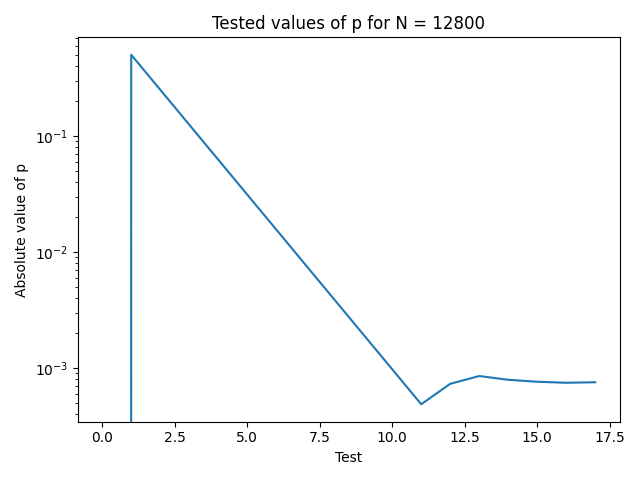 Tested values of p for N = 12800
Absolute value of p
10⁻¹
10⁻²
10⁻³
0.0 2.5 5.0 7.5 10.0 12.5 15.0 17.5
Test